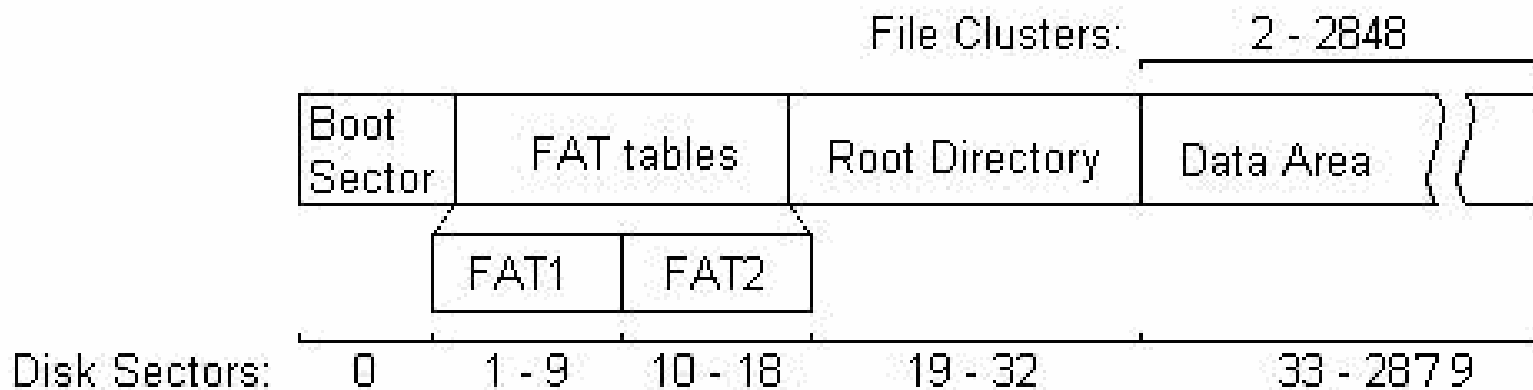 File Clusters: 2 - 2848
Boot Sector
FAT tables
Root Directory
Data Area
FAT1
FAT2
Disk Sectors: 0 1 - 9 10 - 18 19 - 32 33 - 2879